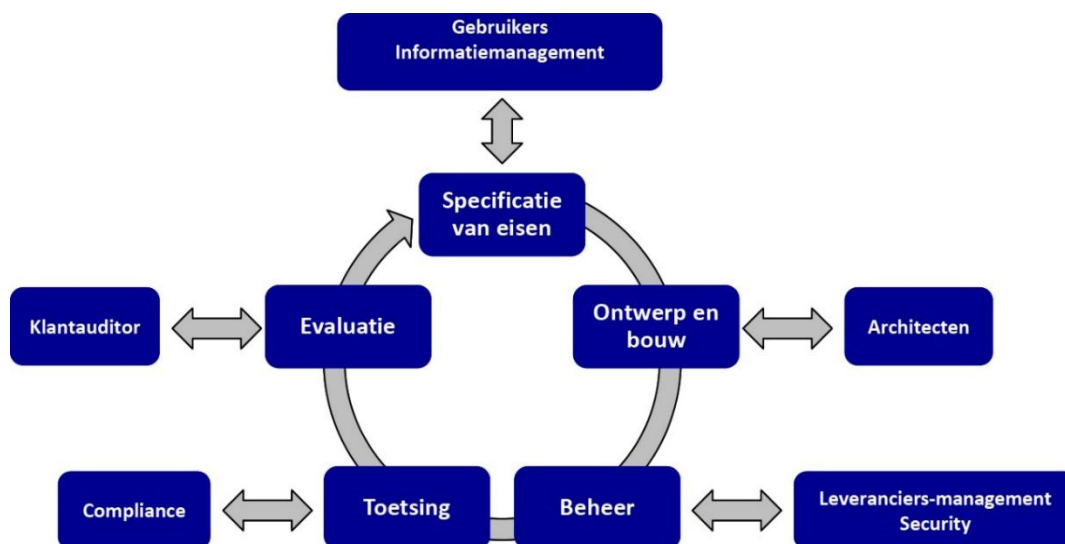 Gebruikers
Informatiemanagement
Specificatie
van eisen
Klantauditor
Evaluatie
Ontwerp en
bouw
Architecten
Compliance
Toetsing
Beheer
Leveranciers-management
Security